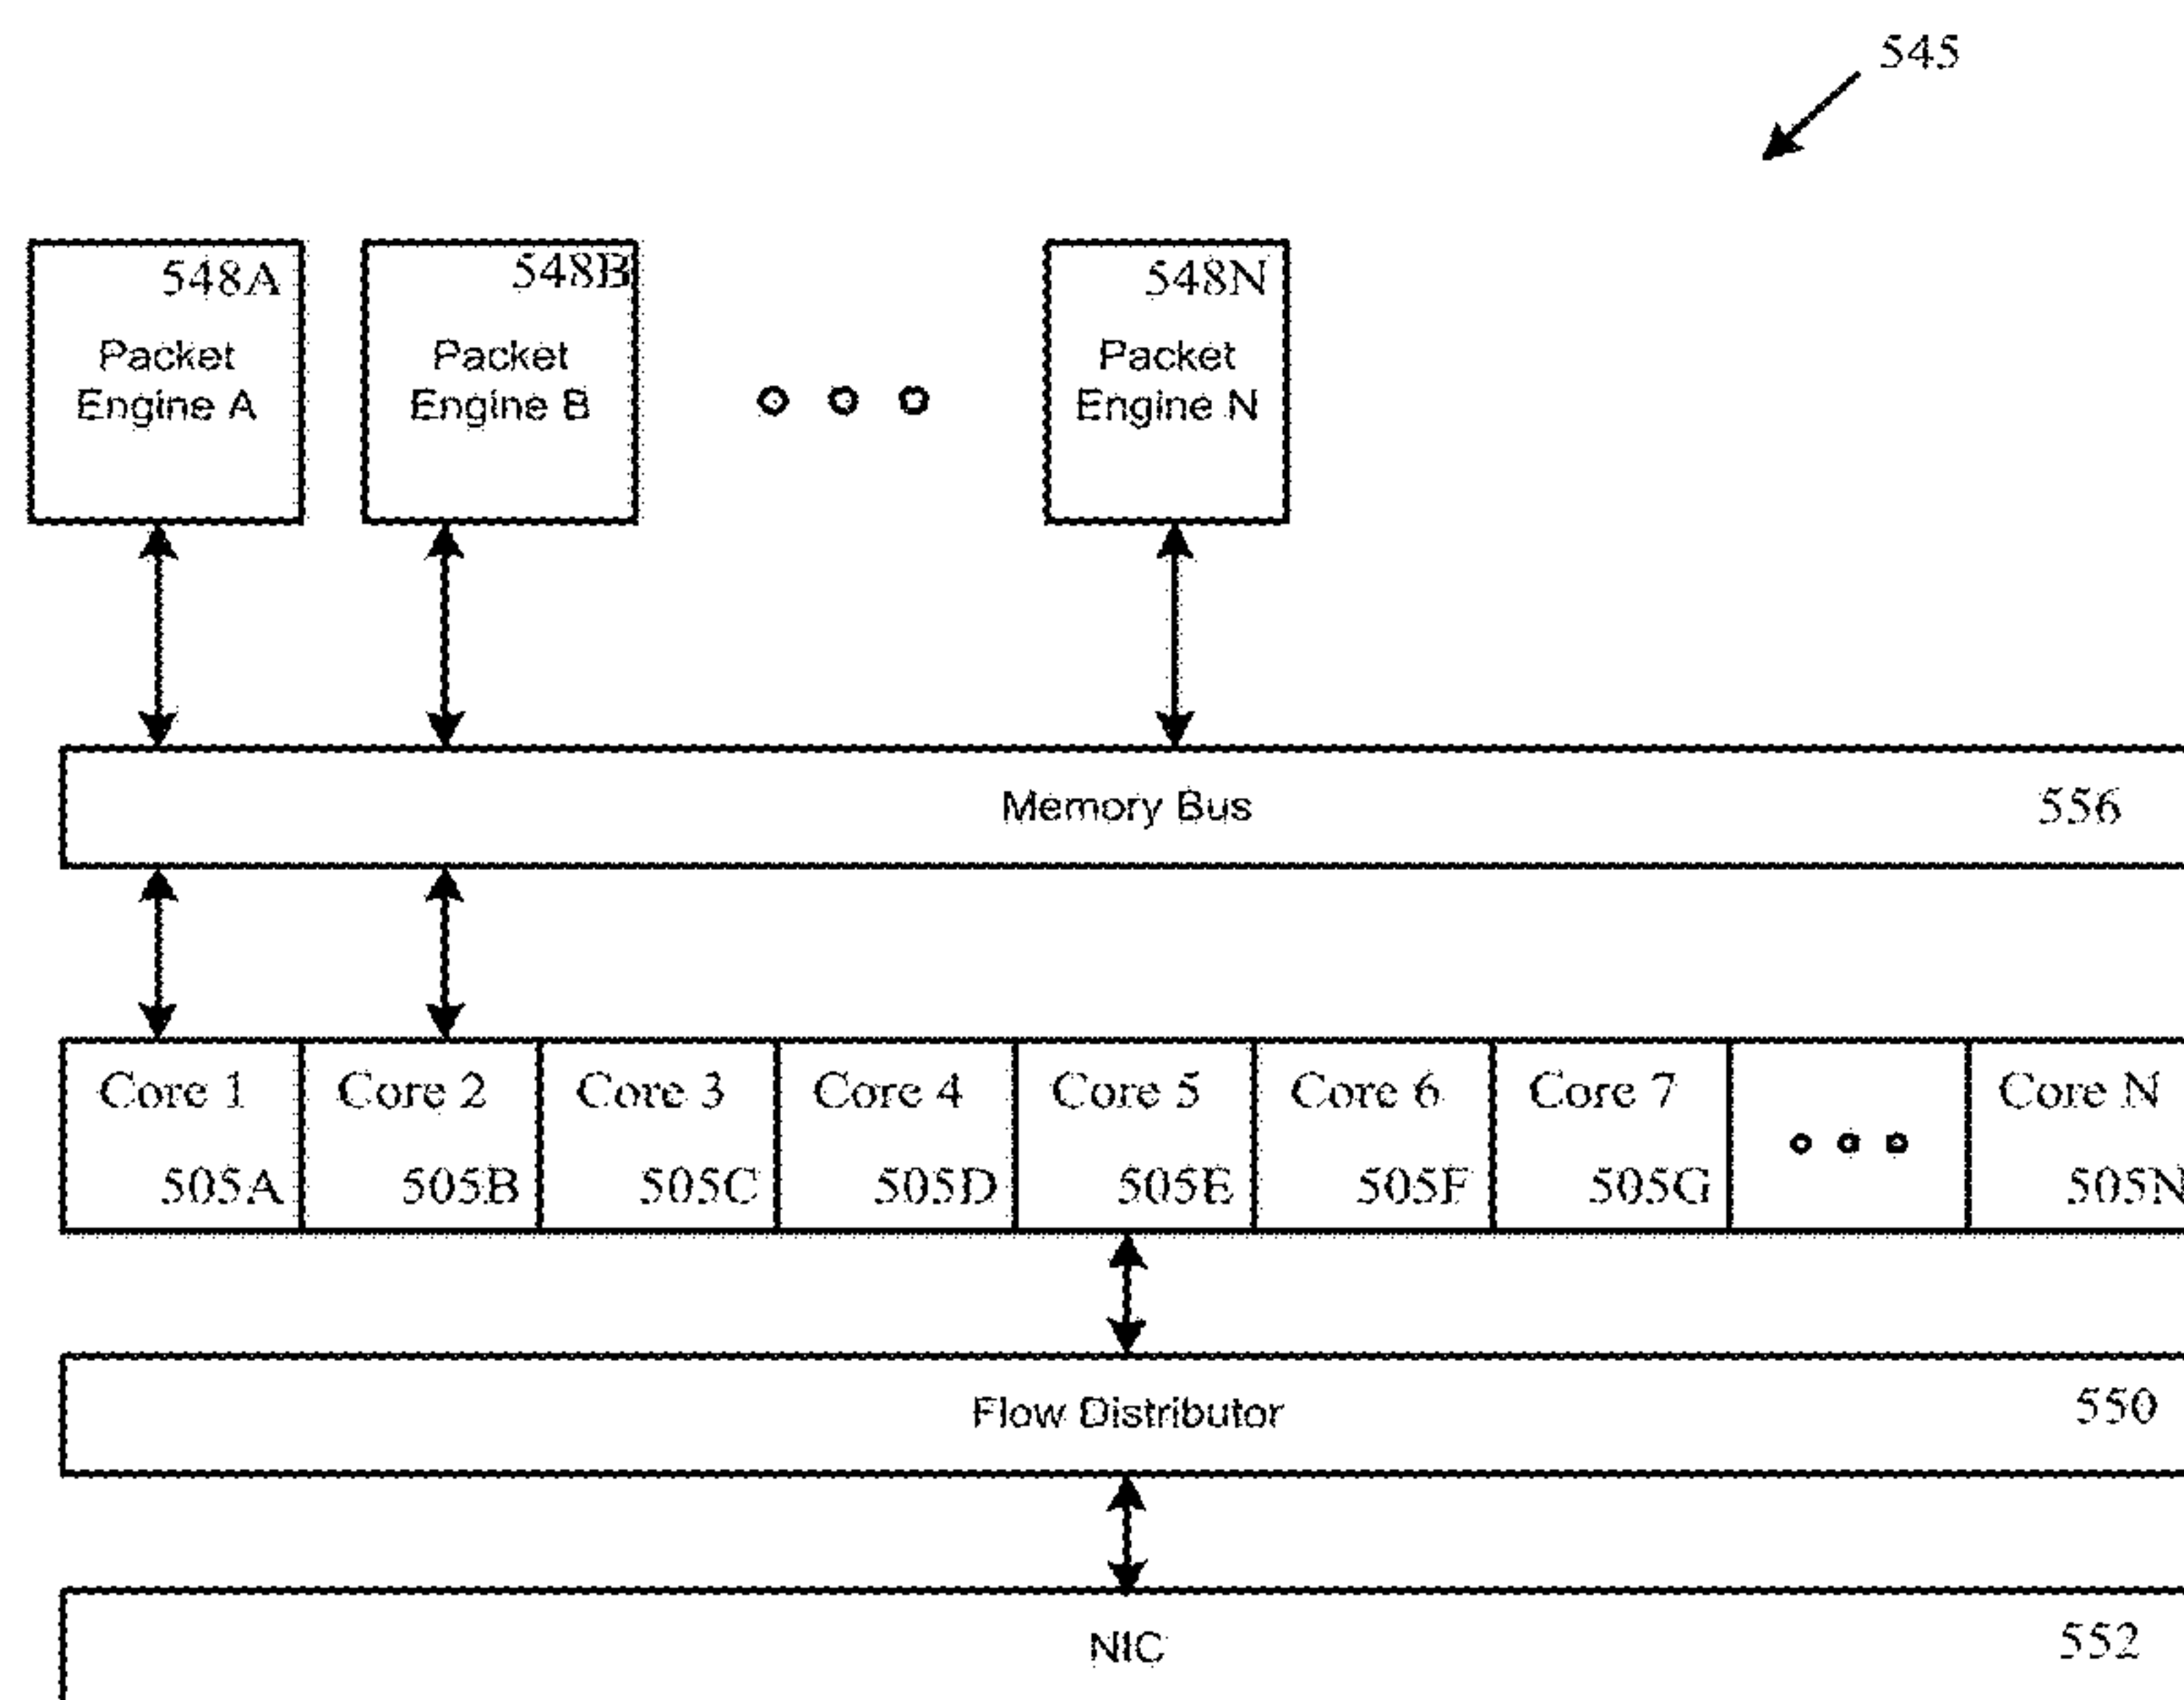 545
548A
Packet
Engine A
548B
Packet
Engine B
548N
Packet
Engine N
Memory Bus 556
Core 1
505A
Core 2
505B
Core 3
505C
Core 4
505D
Core 5
505E
Core 6
505F
Core 7
505G
Core N
505N
Flow Distributor 550
NIC 552